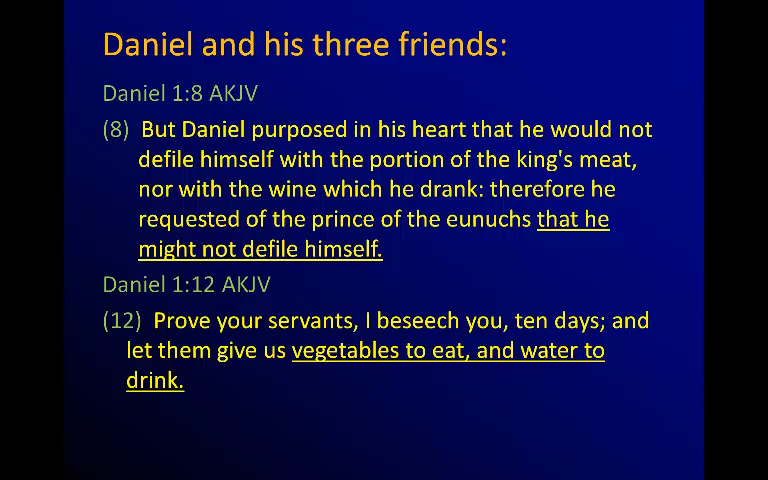 Daniel and his three friends:
Daniel 1:8 AKJV
(8) But Daniel purposed in his heart that he would not
defile himself with the portion of the king's meat,
nor with the wine which he drank: therefore he
requested of the prince of the eunuchs that he
might not defile himself.
Daniel 1:12 AKJV
(12) Prove your servants, I beseech you, ten days; and
let them give us vegetables to eat, and water to
drink.